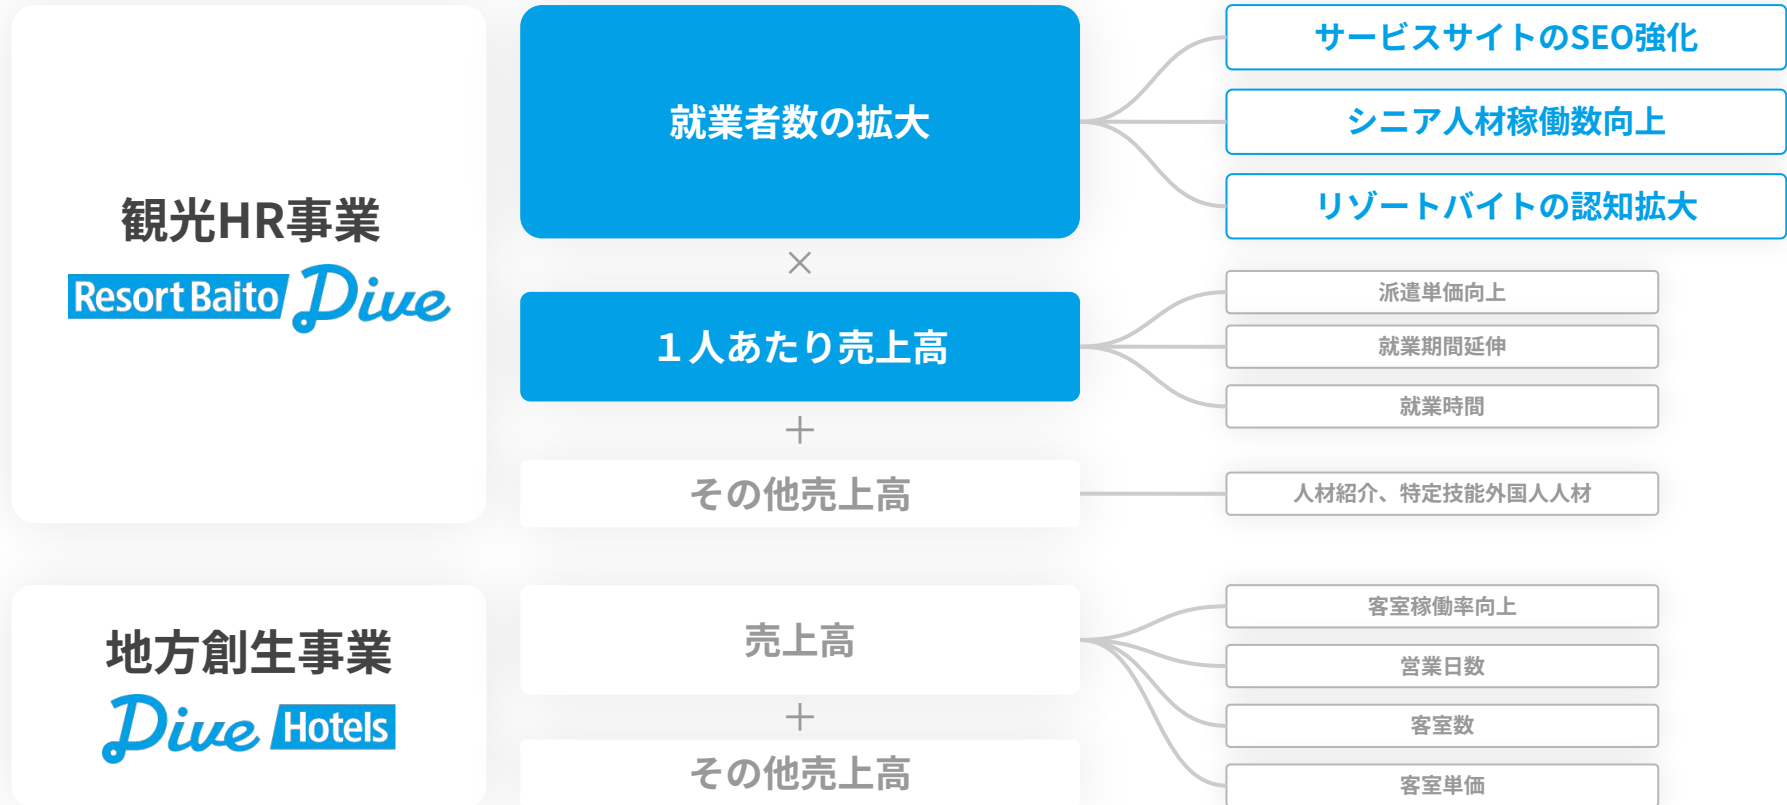 観光HR事業
Resort Baito Dive
就業者数の拡大
サービスサイトのSEO強化
シニア人材稼働数向上
リゾートバイトの認知拡大
×
１人あたり売上高
派遣単価向上
就業期間延伸
就業時間
＋
その他売上高
人材紹介、特定技能外国人人材
地方創生事業
Dive Hotels
売上高
客室稼働率向上
営業日数
客室数
客室単価
＋
その他売上高